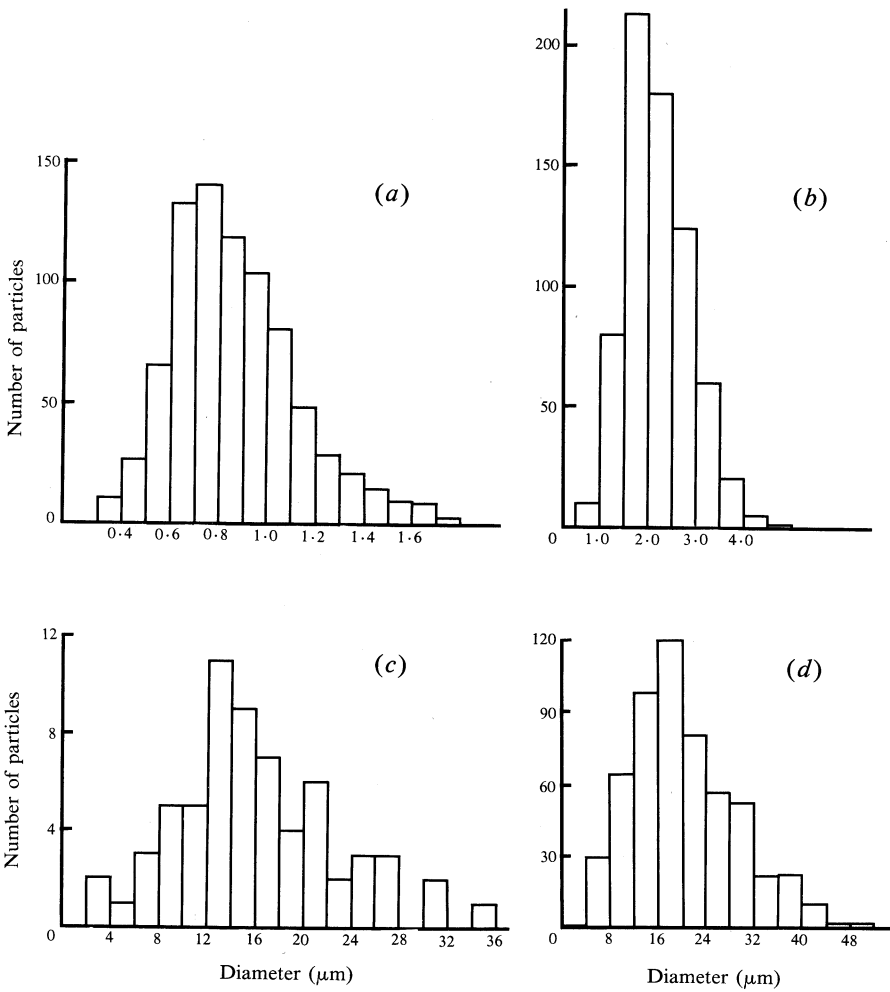 (a)
Number of particles
150
100
50
0
0·4 0·6 0·8 1·0 1·2 1·4 1·6
(b)
200
150
100
50
0
1·0 2·0 3·0 4·0
(c)
Number of particles
12
8
4
0
4 8 12 16 20 24 28 32 36
Diameter (μm)
(d)
120
90
60
30
0
8 16 24 32 40 48
Diameter (μm)